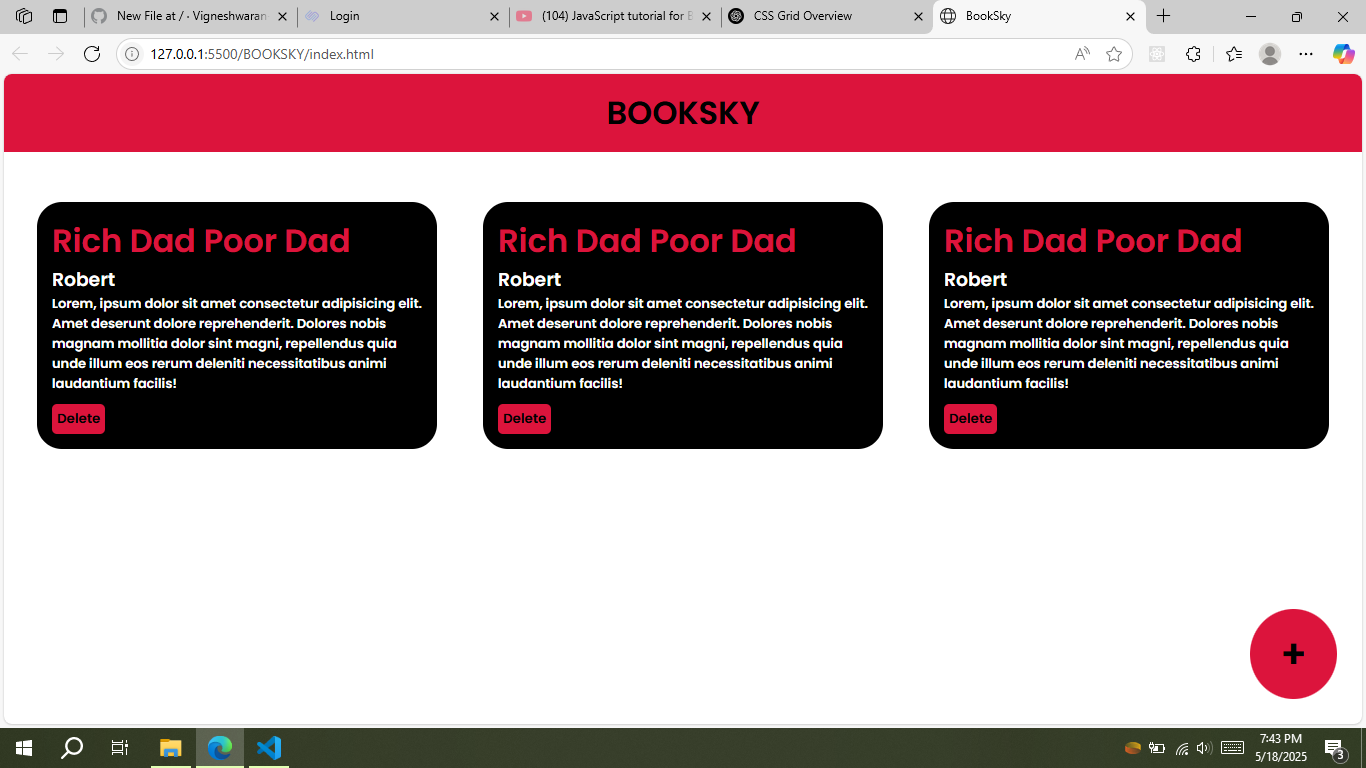 New File at / · Vigneshwaran
Login
(104) JavaScript tutorial for B
CSS Grid Overview
BookSky
127.0.0.1:5500/BOOKSKY/index.html
BOOKSKY
Rich Dad Poor Dad
Robert
Lorem, ipsum dolor sit amet consectetur adipisicing elit.
Amet deserunt dolore reprehenderit. Dolores nobis
magnam mollitia dolor sint magni, repellendus quia
unde illum eos rerum deleniti necessitatibus animi
laudantium facilis!
Delete
Rich Dad Poor Dad
Robert
Lorem, ipsum dolor sit amet consectetur adipisicing elit.
Amet deserunt dolore reprehenderit. Dolores nobis
magnam mollitia dolor sint magni, repellendus quia
unde illum eos rerum deleniti necessitatibus animi
laudantium facilis!
Delete
Rich Dad Poor Dad
Robert
Lorem, ipsum dolor sit amet consectetur adipisicing elit.
Amet deserunt dolore reprehenderit. Dolores nobis
magnam mollitia dolor sint magni, repellendus quia
unde illum eos rerum deleniti necessitatibus animi
laudantium facilis!
Delete
+
7:43 PM
5/18/2025
3